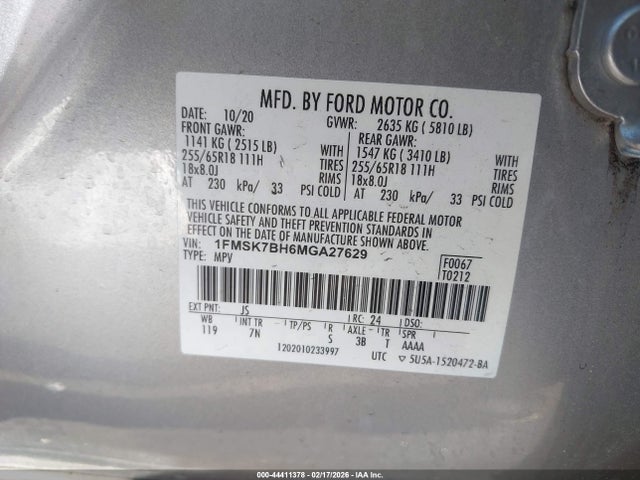 MFD. BY FORD MOTOR CO.
DATE: 10/20 GVWR: 2635 KG ( 5810 LB)
FRONT GAWR: REAR GAWR:
1141 KG ( 2515 LB) WITH 1547 KG ( 3410 LB) WITH
255/65R18 111H TIRES 255/65R18 111H TIRES
18x8.0J RIMS 18x8.0J RIMS
AT 230 kPa/ 33 PSI COLD AT 230 kPa/ 33 PSI COLD
THIS VEHICLE CONFORMS TO ALL APPLICABLE FEDERAL MOTOR
VEHICLE SAFETY AND THEFT PREVENTION STANDARDS IN
EFFECT ON THE DATE OF MANUFACTURE SHOWN ABOVE.
VIN: 1FMSK7BH6MGA27629 F0067
TYPE: MPV T0212
EXT PNT: JS RC: 24 DSO:
WB INT TR TP/PS R AXLE TR SPR
119 7N S 3B T AAAA
1202010233997 UTC 5U5A-1520472-BA
000-44411378 - 02/17/2026 - COPART, INC.